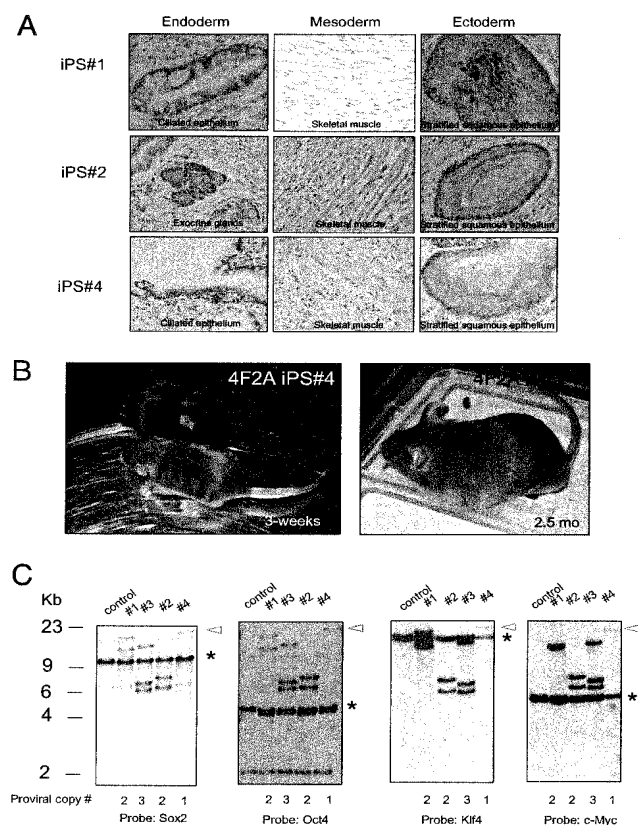 A
Endoderm Mesoderm Ectoderm
iPS#1
Ciliated epithelium Skeletal muscle Stratified squamous epithelium
iPS#2
Exocrine glands Skeletal muscle Stratified squamous epithelium
iPS#4
Ciliated epithelium Skeletal muscle Stratified squamous epithelium
B
4F2A iPS#4
3-weeks 2.5 mo
C
Kb
control #1 #3 #2 #4 control #1 #3 #2 #4 control #1 #2 #3 #4 control #1 #2 #3 #4
23
9
6
4
2
* * * *
Proviral copy # 2 3 2 1 2 3 2 1 2 2 3 1 2 2 3 1
Probe: Sox2 Probe: Oct4 Probe: Klf4 Probe: c-Myc